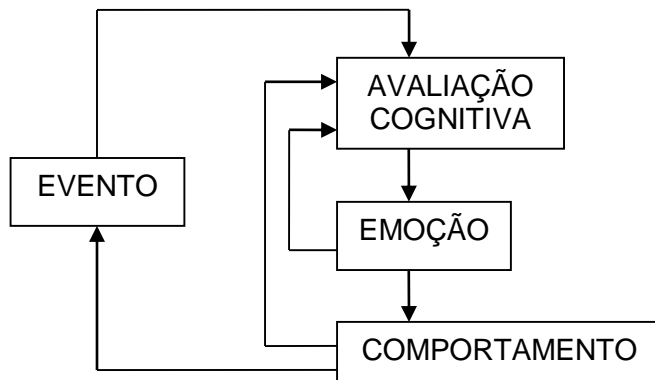 AVALIAÇÃO
COGNITIVA
EVENTO
EMOÇÃO
COMPORTAMENTO